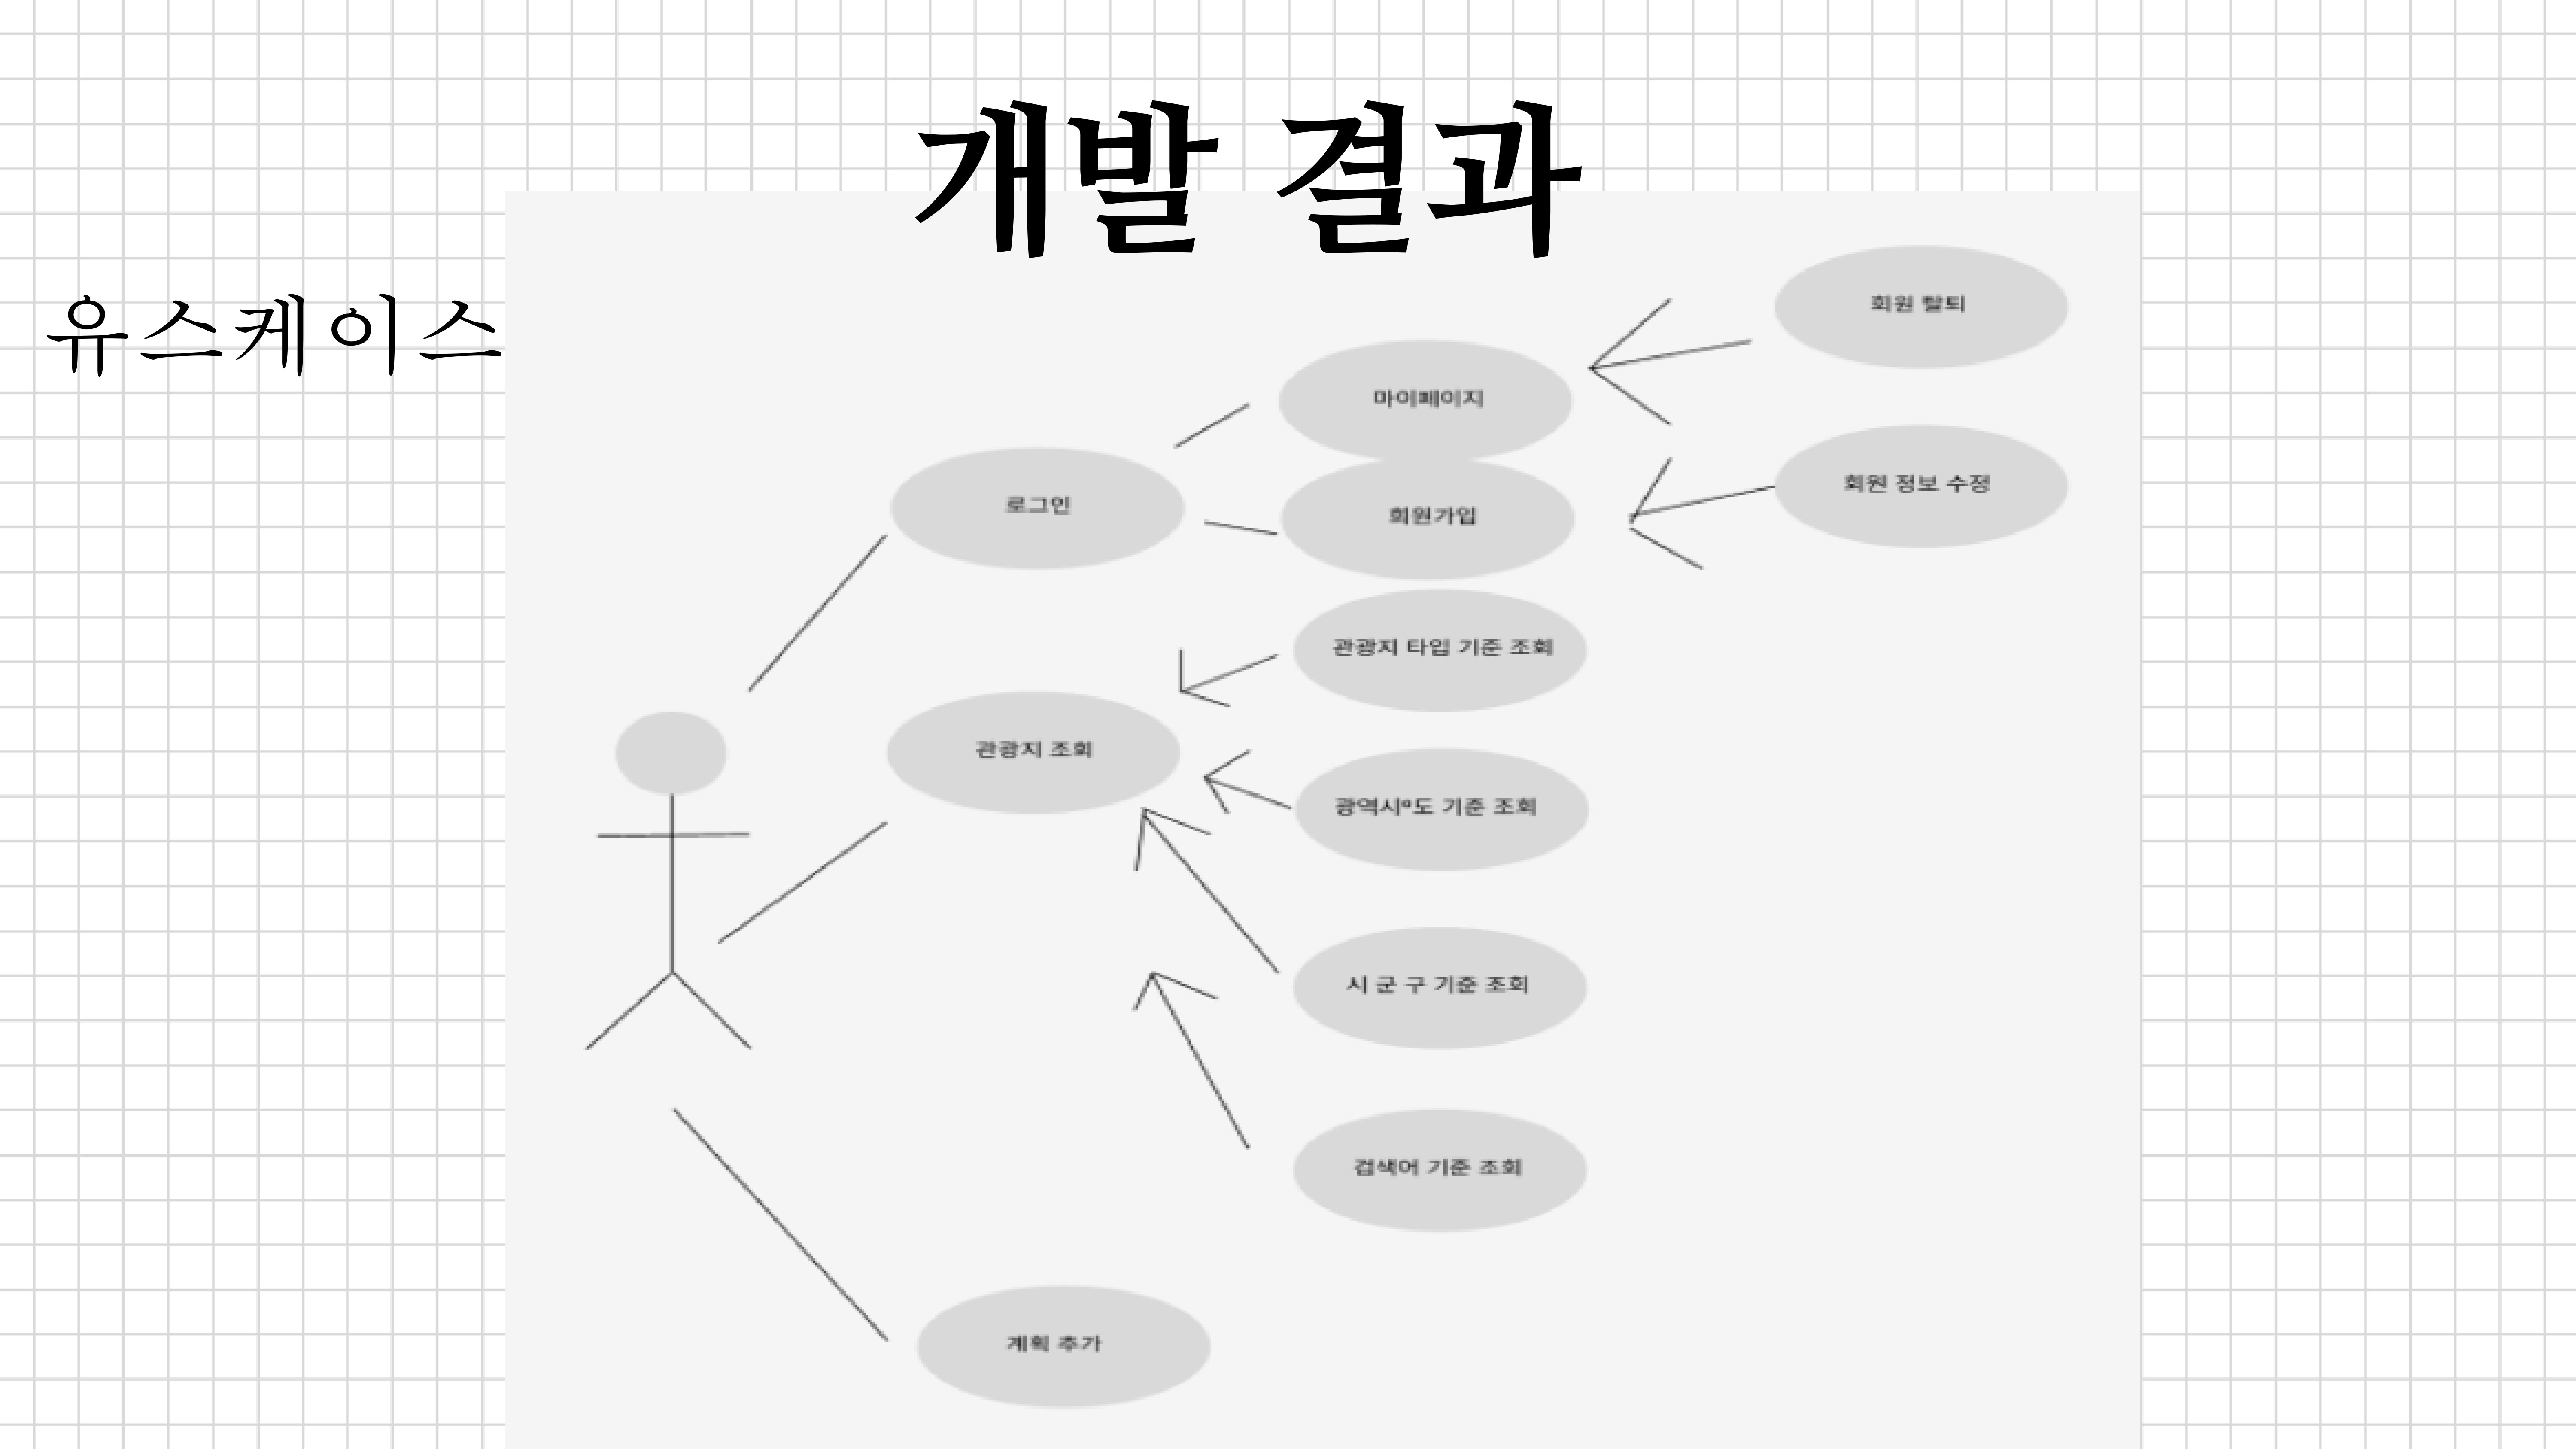 개발 결과
유스케이스
회원 탈퇴
마이페이지
회원 정보 수정
로그인
회원가입
관광지 타입 기준 조회
관광지 조회
광역시º도 기준 조회
시 군 구 기준 조회
검색어 기준 조회
계획 추가